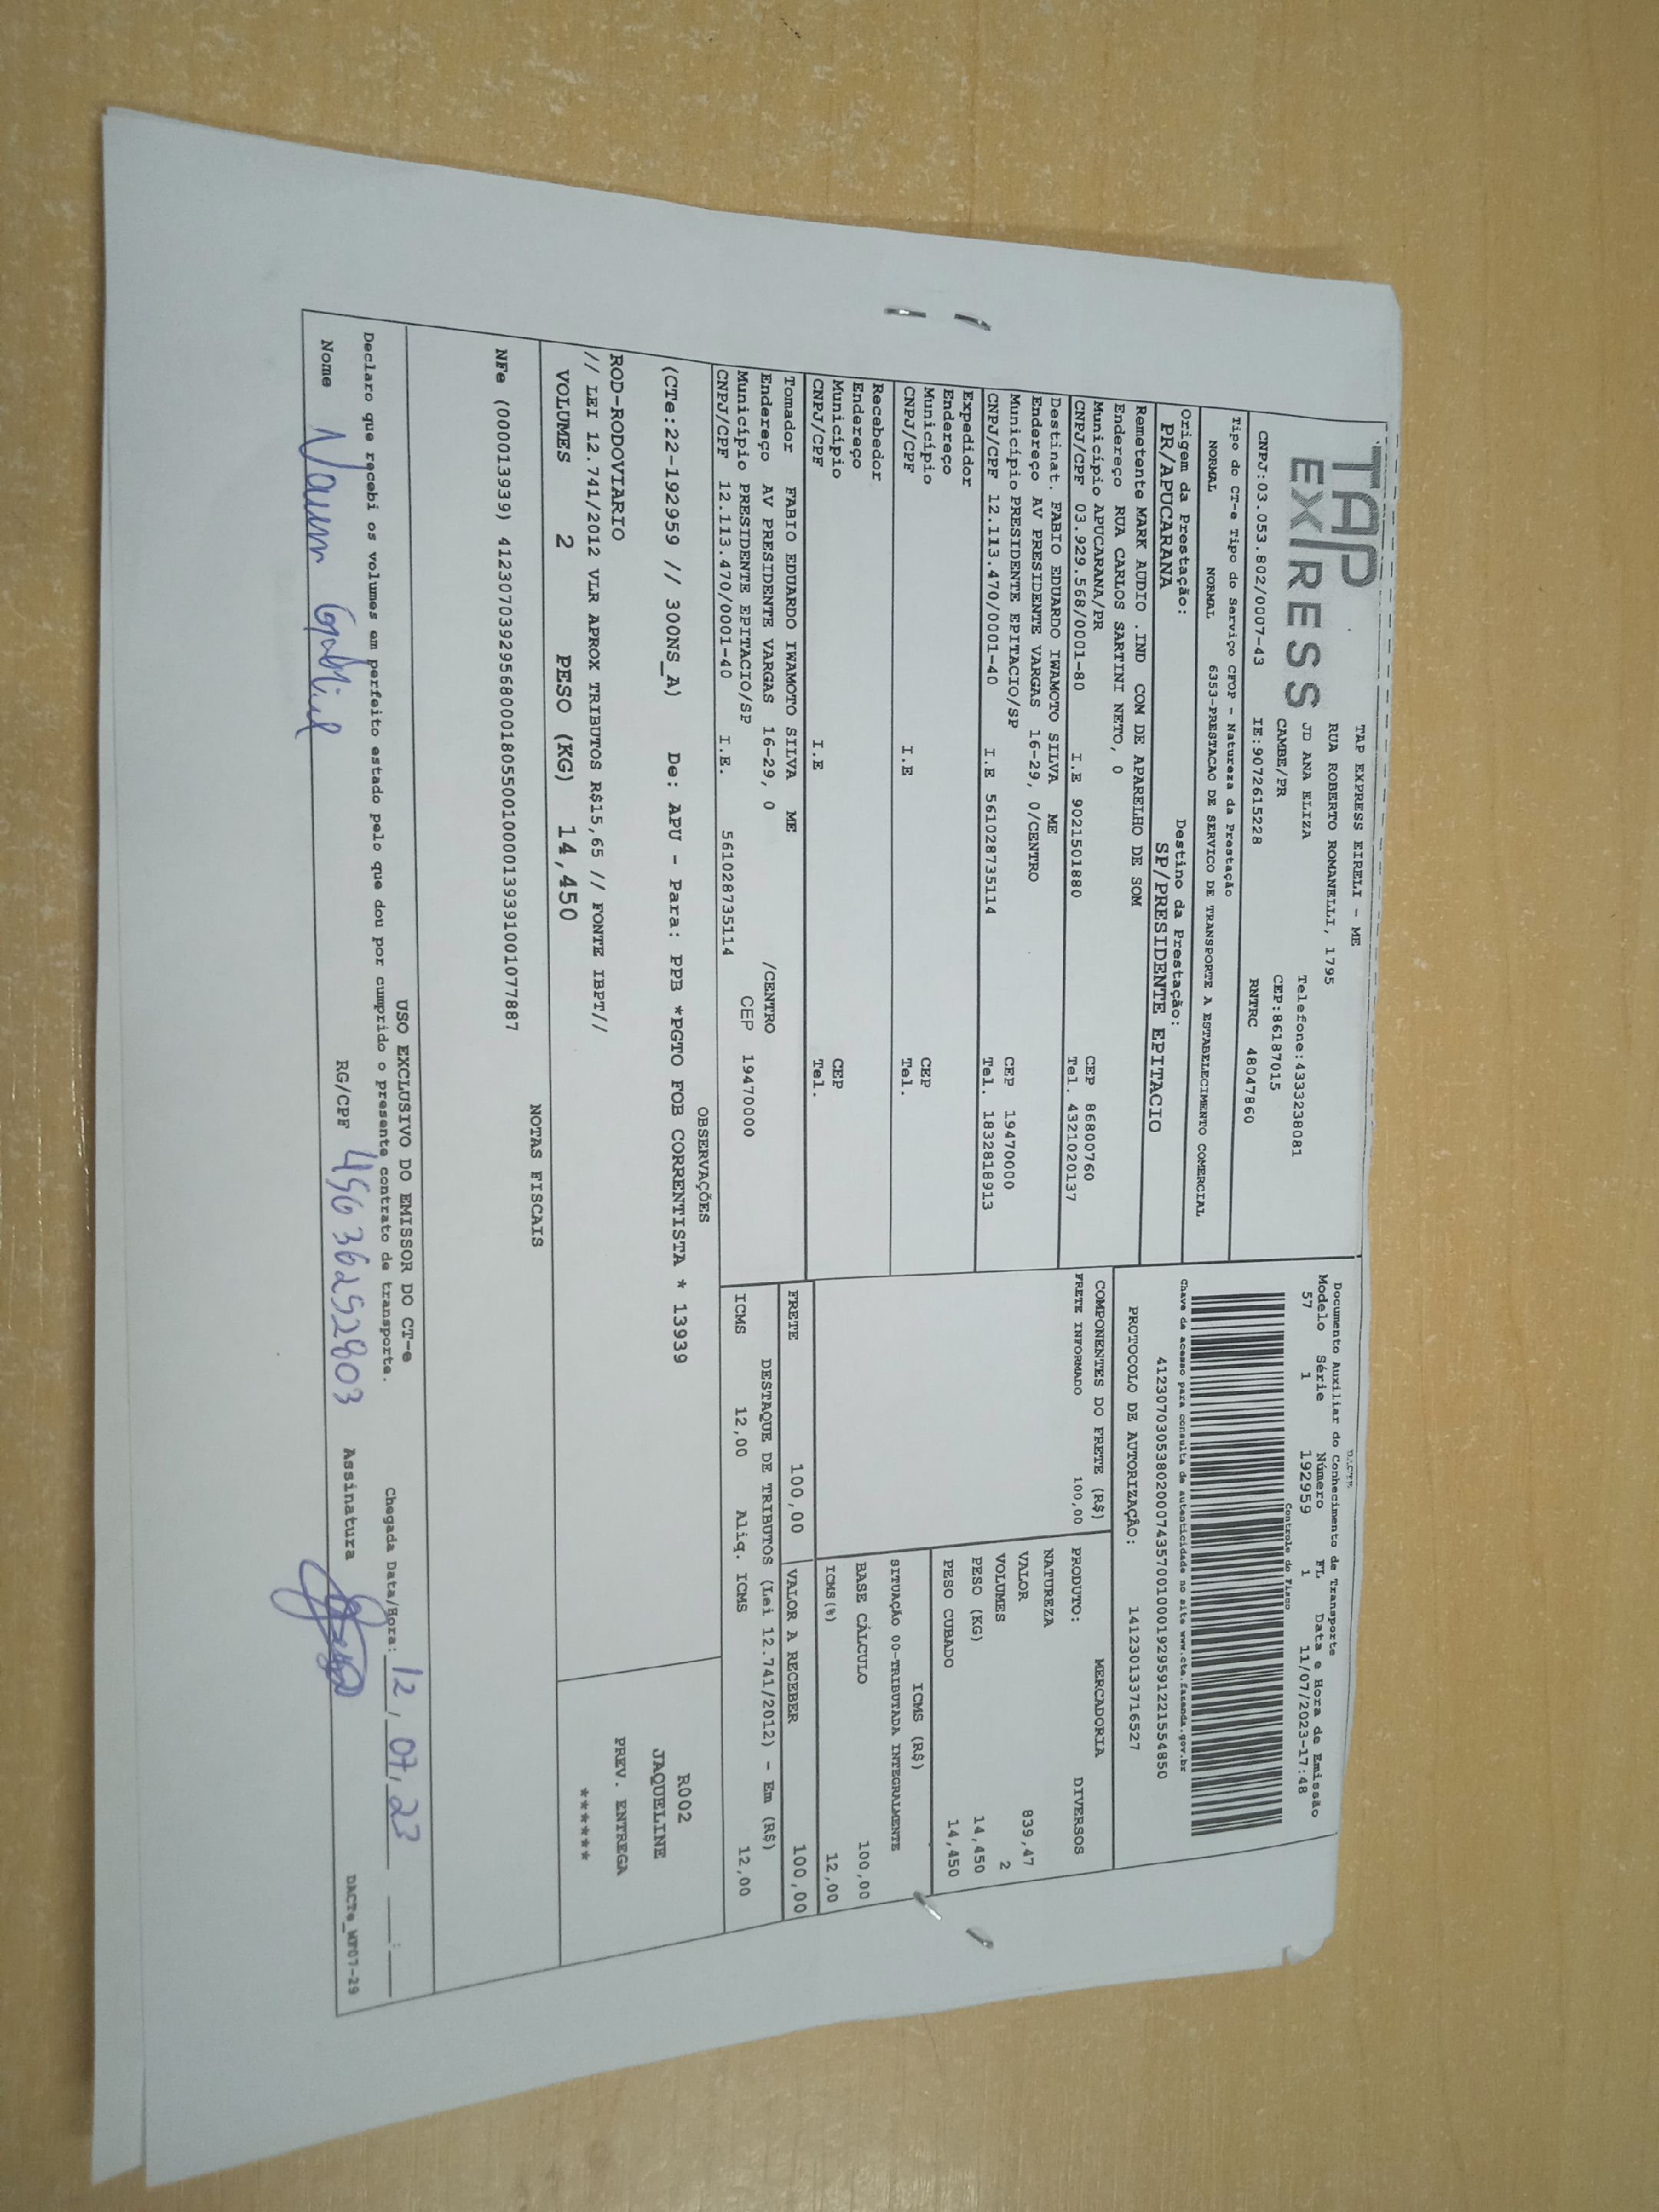 TAP
EXPRESS
TAP EXPRESS EIRELI - ME
RUA ROBERTO ROMANELLI, 1795
JD ANA ELIZA Telefone:4333238081
CAMBE/PR CEP:86187015
CNPJ:03.053.802/0007-43 IE:9072615228 RNTRC 48047860
DACTE
Documento Auxiliar do Conhecimento de Transporte
Modelo Série Número FL Data e Hora de Emissão
57 1 192959 1 11/07/2023-17:48
Controle do Fisco
Chave de acesso para consulta de autenticidade no site www.cte.fazenda.gov.br
41230703053802000743570010001929591221554850
PROTOCOLO DE AUTORIZAÇÃO: 141230133716527
Tipo do CT-e Tipo do Serviço CFOP - Natureza da Prestação
NORMAL NORMAL 6353-PRESTACAO DE SERVICO DE TRANSPORTE A ESTABELECIMENTO COMERCIAL
Origem da Prestação: Destino da Prestação:
PR/APUCARANA SP/PRESIDENTE EPITACIO
Remetente MARK AUDIO .IND COM DE APARELHO DE SOM
Endereço RUA CARLOS SARTINI NETO, 0
Município APUCARANA/PR CEP 86800760
CNPJ/CPF 03.929.568/0001-80 I.E 9021501880 Tel. 4321020137
Destinat. FABIO EDUARDO IWAMOTO SILVA ME
Endereço AV PRESIDENTE VARGAS 16-29, 0/CENTRO
Município PRESIDENTE EPITACIO/SP CEP 19470000
CNPJ/CPF 12.113.470/0001-40 I.E 561028735114 Tel. 1832818913
Expedidor
Endereço
Município CEP
CNPJ/CPF I.E Tel.
Recebedor
Endereço
Município CEP
CNPJ/CPF I.E Tel.
Tomador FABIO EDUARDO IWAMOTO SILVA ME
Endereço AV PRESIDENTE VARGAS 16-29, 0 /CENTRO
Município PRESIDENTE EPITACIO/SP CEP 19470000
CNPJ/CPF 12.113.470/0001-40 I.E. 561028735114
COMPONENTES DO FRETE (R$)
FRETE INFORMADO 100,00
PRODUTO: MERCADORIA DIVERSOS
NATUREZA
VALOR 839,47
VOLUMES 2
PESO (KG) 14,450
PESO CUBADO 14,450
ICMS (R$)
SITUAÇÃO 00-TRIBUTADA INTEGRALMENTE
BASE CÁLCULO 100,00
ICMS(%) 12,00
FRETE 100,00 VALOR A RECEBER 100,00
DESTAQUE DE TRIBUTOS (Lei 12.741/2012) - Em (R$)
ICMS 12,00 Aliq. ICMS 12,00
OBSERVAÇÕES
(CTe:22-192959 // 300NS_A) De: APU - Para: PPB *PGTO FOB CORRENTISTA * 13939
ROD-RODOVIARIO
// LEI 12.741/2012 VLR APROX TRIBUTOS R$15,65 // FONTE IBPT//
VOLUMES 2 PESO (KG) 14,450
R002
JAQUELINE
PREV. ENTREGA
******
NOTAS FISCAIS
NFe (000013939) 41230703929568000180550010000139391001077887
USO EXCLUSIVO DO EMISSOR DO CT-e
Declaro que recebi os volumes em perfeito estado pelo que dou por cumprido o presente contrato de transporte.
Chegada Data/Hora: 12/07/23 __:__
Nome Naum Gabriel RG/CPF 49636252803 Assinatura
DACTe_MF07-29